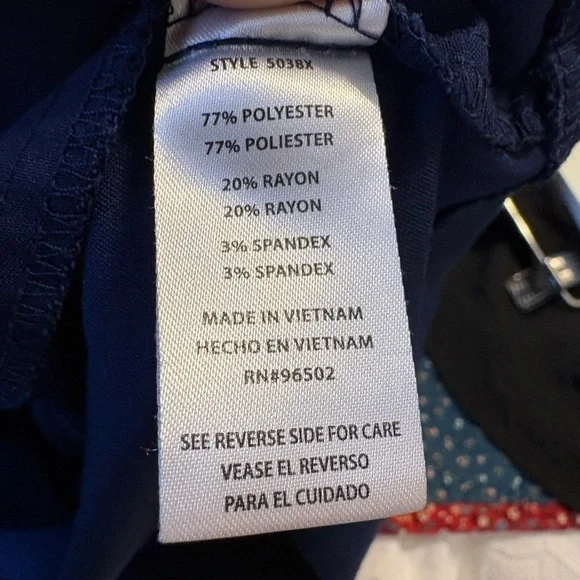 STYLE 5038X
77% POLYESTER
77% POLIESTER
20% RAYON
20% RAYON
3% SPANDEX
3% SPANDEX
MADE IN VIETNAM
HECHO EN VIETNAM
RN#96502
SEE REVERSE SIDE FOR CARE
VEASE EL REVERSO
PARA EL CUIDADO